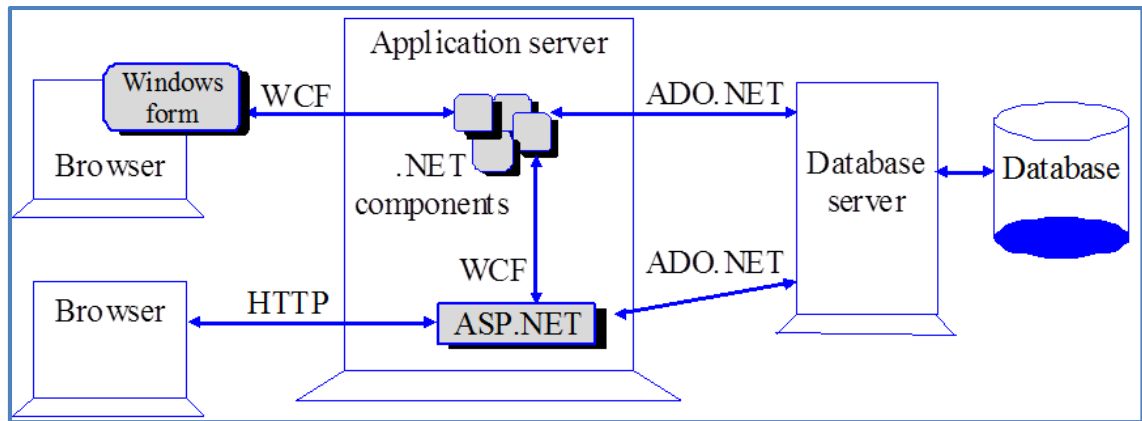 Application server
Windows
form
WCF
ADO.NET
Browser
.NET
components
Database
server
Database
WCF
ADO.NET
Browser
HTTP
ASP.NET